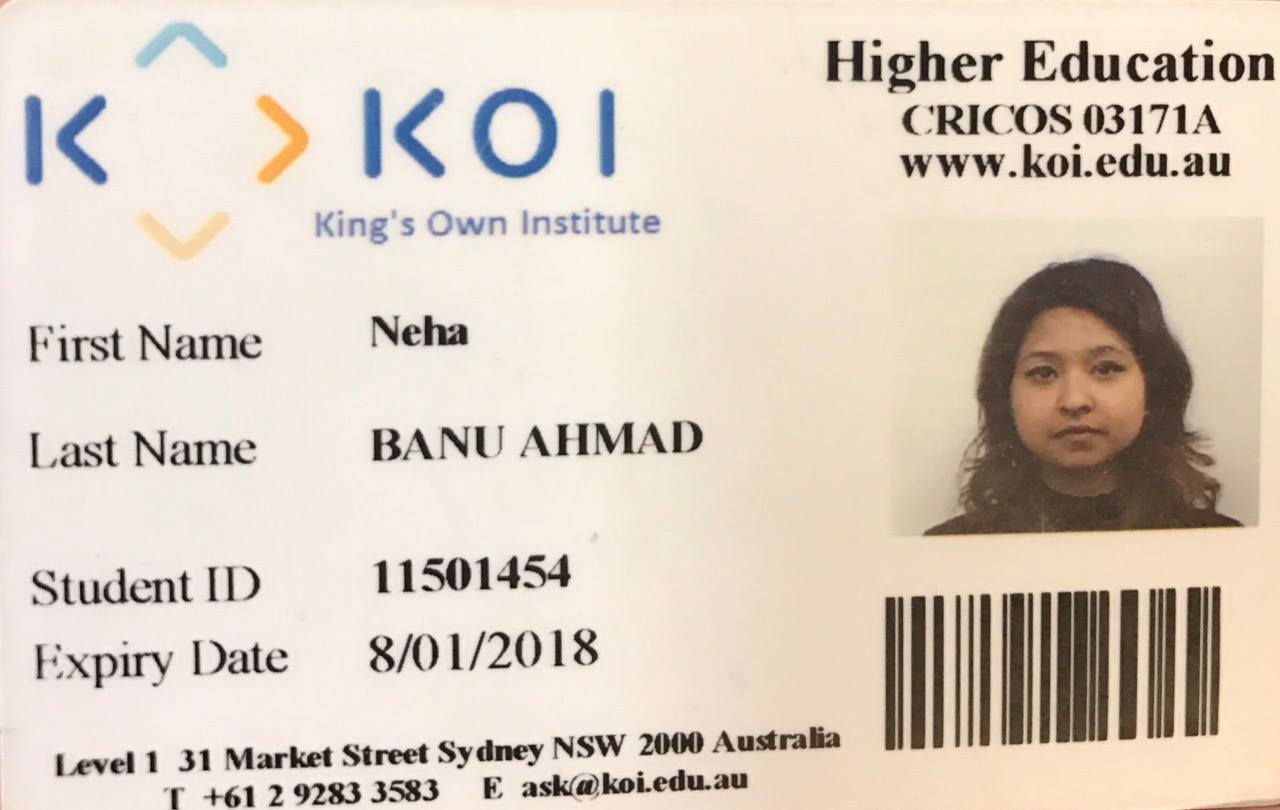 K KOI
King's Own Institute
Higher Education
CRICOS 03171A
www.koi.edu.au
First Name Neha
Last Name BANU AHMAD
Student ID 11501454
Expiry Date 8/01/2018
Level 1 31 Market Street Sydney NSW 2000 Australia
T +61 2 9283 3583 E ask@koi.edu.au